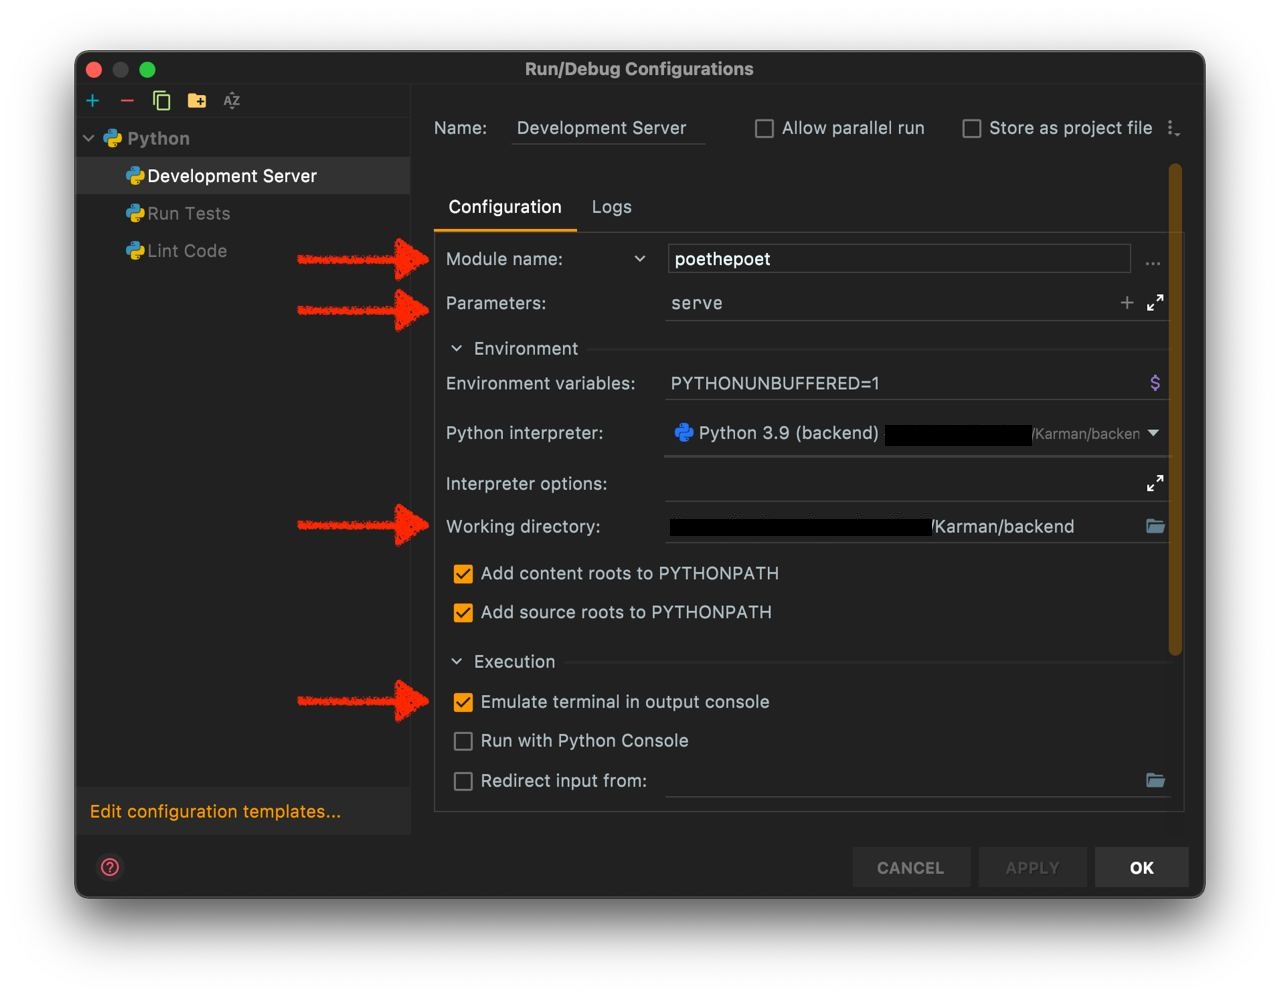 Run/Debug Configurations
Python
Development Server
Run Tests
Lint Code
Edit configuration templates...
Name: Development Server Allow parallel run Store as project file
Configuration Logs
Module name: poethepoet ...
Parameters: serve
Environment
Environment variables: PYTHONUNBUFFERED=1 $
Python interpreter: Python 3.9 (backend) /Karman/backen
Interpreter options:
Working directory: /Karman/backend
Add content roots to PYTHONPATH
Add source roots to PYTHONPATH
Execution
Emulate terminal in output console
Run with Python Console
Redirect input from:
? CANCEL APPLY OK